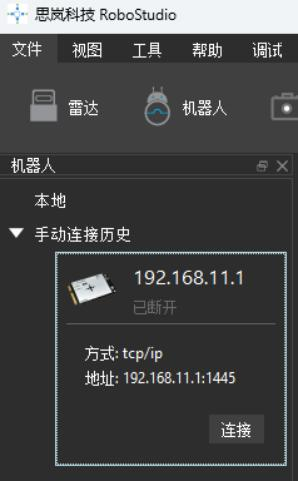 思岚科技 RoboStudio
文件 视图 工具 帮助 调试
雷达 机器人
机器人
本地
手动连接历史
192.168.11.1
已断开
方式: tcp/ip
地址: 192.168.11.1:1445
连接